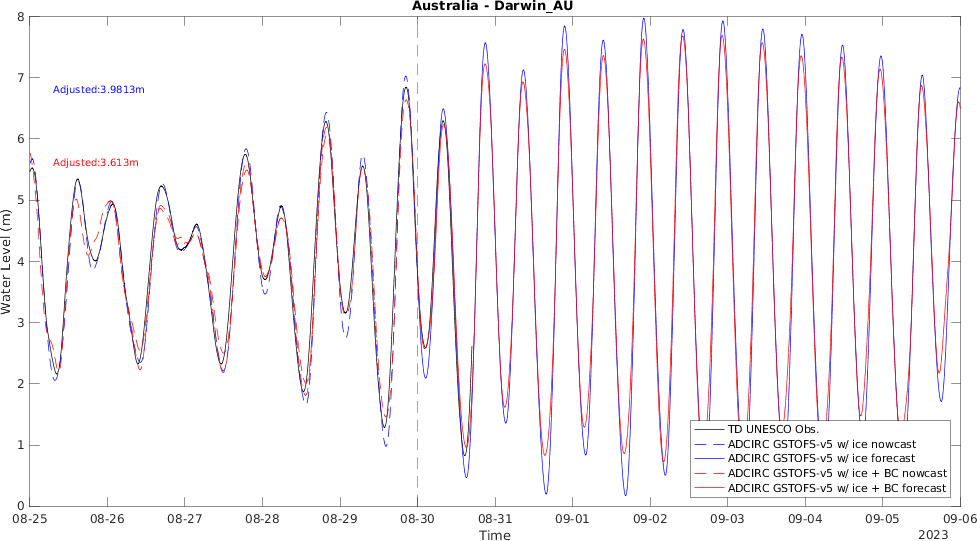 Australia - Darwin_AU
8
7
6
5
4
3
2
1
0
Water Level (m)
Adjusted:3.9813m
Adjusted:3.613m
TD UNESCO Obs.
ADCIRC GSTOFS-v5 w/ ice nowcast
ADCIRC GSTOFS-v5 w/ ice forecast
ADCIRC GSTOFS-v5 w/ ice + BC nowcast
ADCIRC GSTOFS-v5 w/ ice + BC forecast
08-25 08-26 08-27 08-28 08-29 08-30 08-31 09-01 09-02 09-03 09-04 09-05 09-06
Time
2023